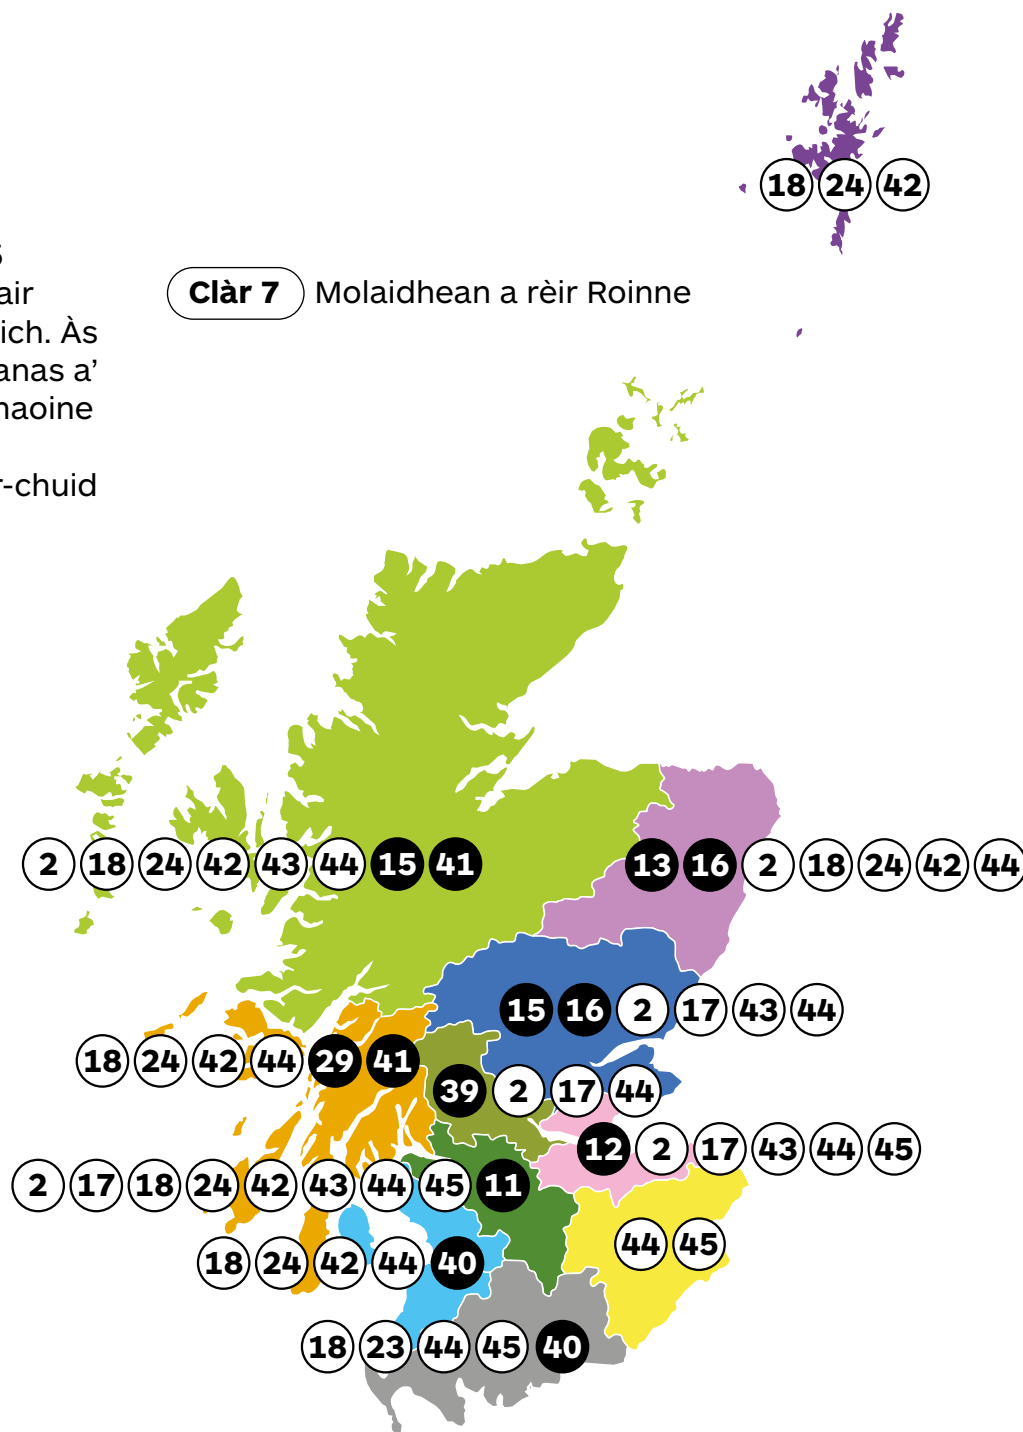 18 24 42
air
Clàr 7 Molaidhean a rèir Roinne
ich. Às
anas a’
naoine
r-chuid
2 18 24 42 43 44 15 41
13 16 2 18 24 42 44
15 16 2 17 43 44
18 24 42 44 29 41
39 2 17 44
12 2 17 43 44 45
2 17 18 24 42 43 44 45 11
44 45
18 24 42 44 40
18 23 44 45 40